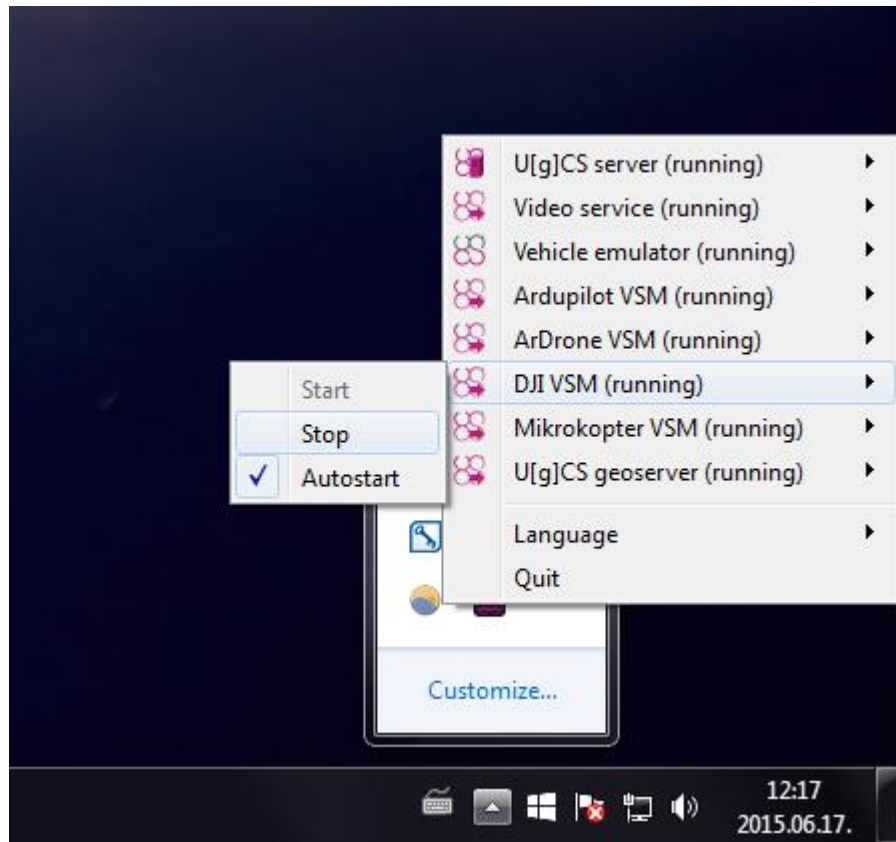 U[g]CS server (running)
Video service (running)
Vehicle emulator (running)
Ardupilot VSM (running)
ArDrone VSM (running)
DJI VSM (running)
Mikrokopter VSM (running)
U[g]CS geoserver (running)
Language
Quit
Start
Stop
Autostart
Customize...
12:17
2015.06.17.